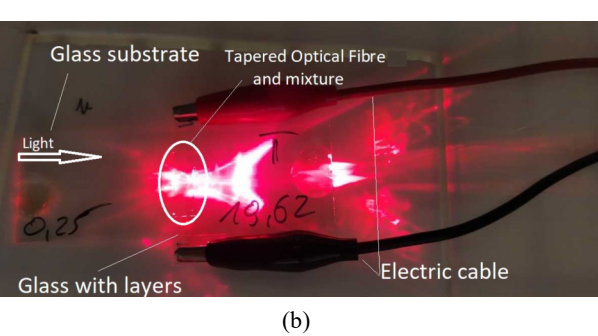 Glass substrate
Tapered Optical Fibre
and mixture
Light
0,25
19,62
Electric cable
Glass with layers
(b)